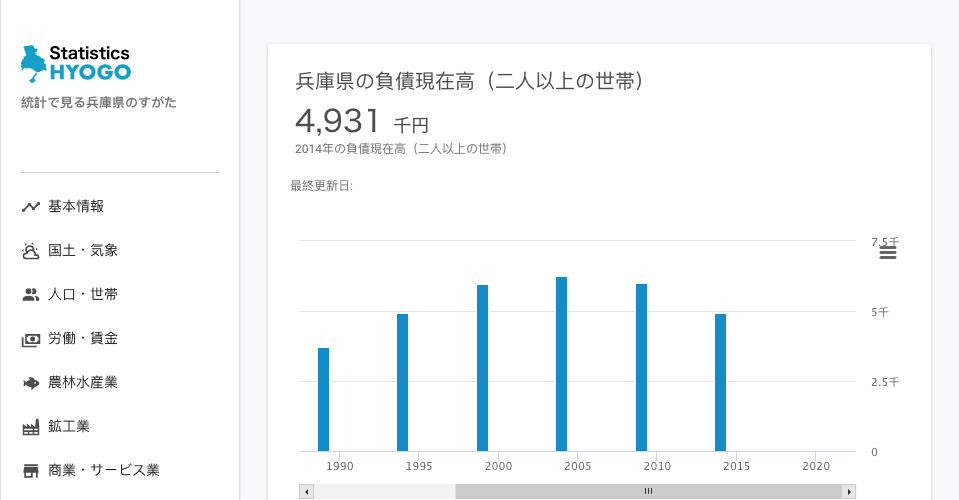 Statistics
HYOGO
統計で見る兵庫県のすがた
基本情報
国土・気象
人口・世帯
労働・賃金
農林水産業
鉱工業
商業・サービス業
兵庫県の負債現在高（二人以上の世帯）
4,931 千円
2014年の負債現在高（二人以上の世帯）
最終更新日:
7.5千
5千
2.5千
0
1990 1995 2000 2005 2010 2015 2020